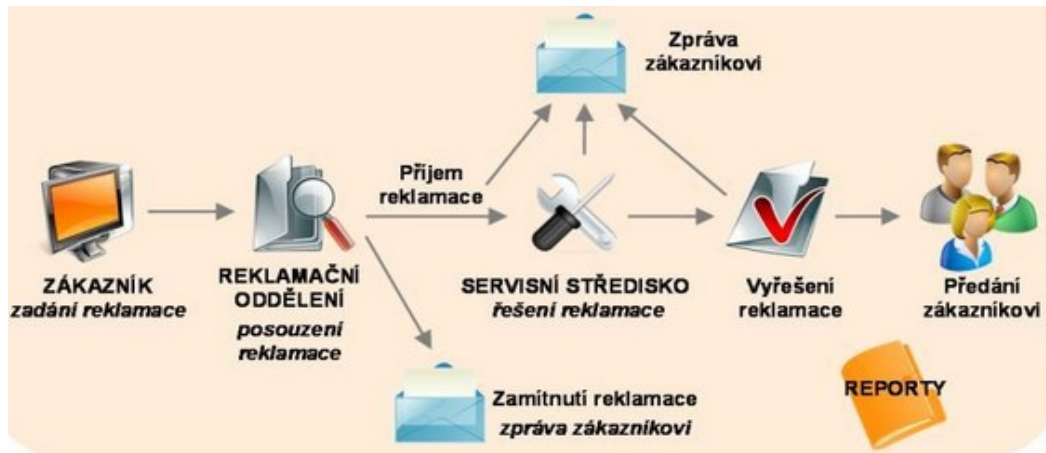 Zpráva
zákazníkovi
Příjem
reklamace
ZÁKAZNÍK
zadání reklamace
REKLAMAČNÍ
ODDĚLENÍ
posouzení
reklamace
SERVISNÍ STŘEDISKO
řešení reklamace
Vyřešení
reklamace
Předání
zákazníkovi
Zamítnutí reklamace
zpráva zákazníkovi
REPORTY